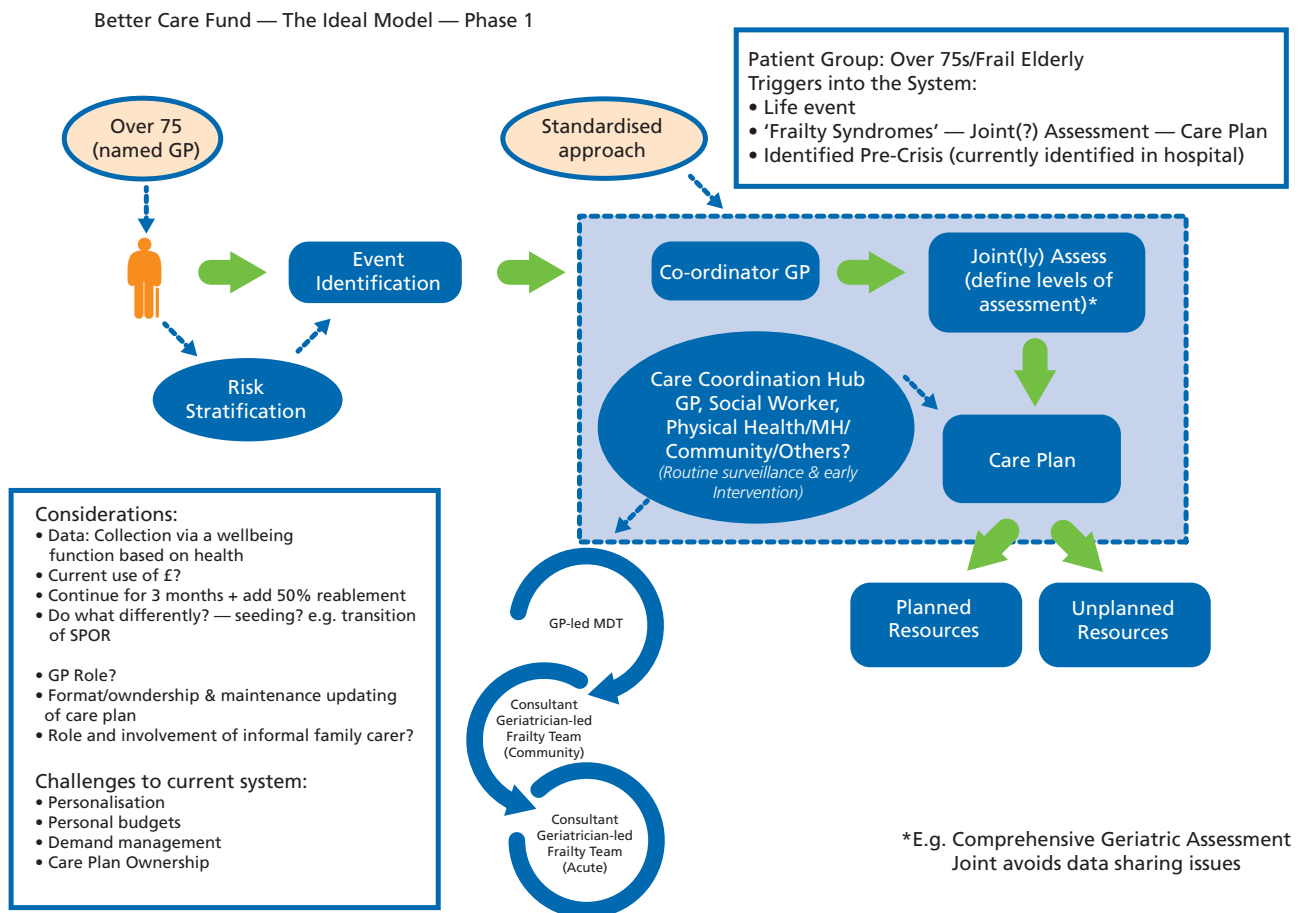 Better Care Fund — The Ideal Model — Phase 1
Patient Group: Over 75s/Frail Elderly
Triggers into the System:
• Life event
• ‘Frailty Syndromes’ — Joint(?) Assessment — Care Plan
• Identified Pre-Crisis (currently identified in hospital)
Over 75
(named GP)
Standardised
approach
Event
Identification
Risk
Stratification
Co-ordinator GP
Joint(ly) Assess
(define levels of
assessment)*
Care Coordination Hub
GP, Social Worker,
Physical Health/MH/
Community/Others?
(Routine surveillance & early
Intervention)
Care Plan
Planned
Resources
Unplanned
Resources
GP-led MDT
Consultant
Geriatrician-led
Frailty Team
(Community)
Consultant
Geriatrician-led
Frailty Team
(Acute)
Considerations:
• Data: Collection via a wellbeing
function based on health
• Current use of £?
• Continue for 3 months + add 50% reablement
• Do what differently? — seeding? e.g. transition
of SPOR
• GP Role?
• Format/owndership & maintenance updating
of care plan
• Role and involvement of informal family carer?
Challenges to current system:
• Personalisation
• Personal budgets
• Demand management
• Care Plan Ownership
*E.g. Comprehensive Geriatric Assessment
Joint avoids data sharing issues